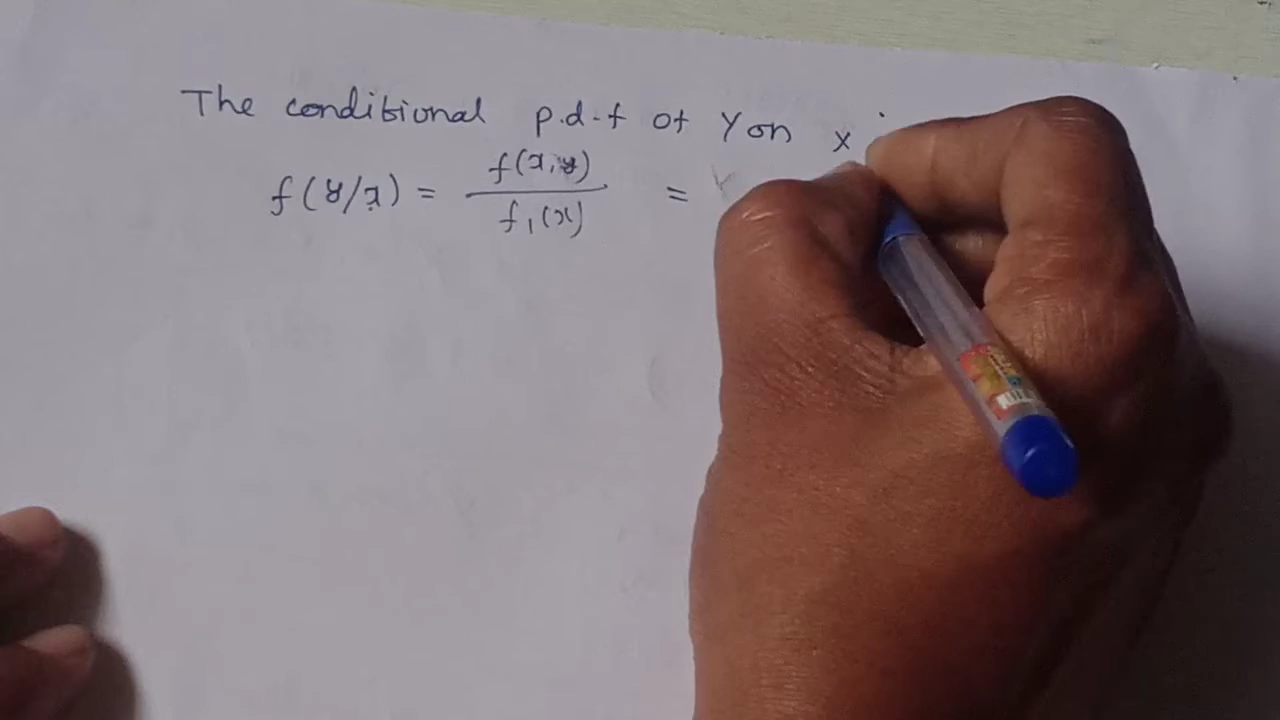 The conditional p.d.f of Y on X
f(y/x) = f(x,y) / f₁(x) =